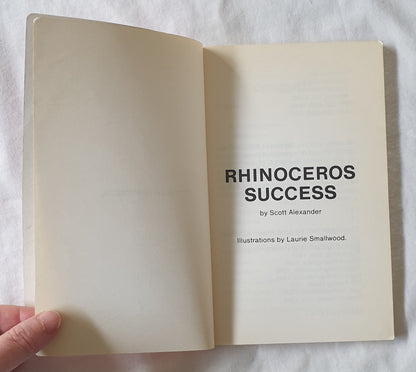 RHINOCEROS
SUCCESS
by Scott Alexander
Illustrations by Laurie Smallwood.